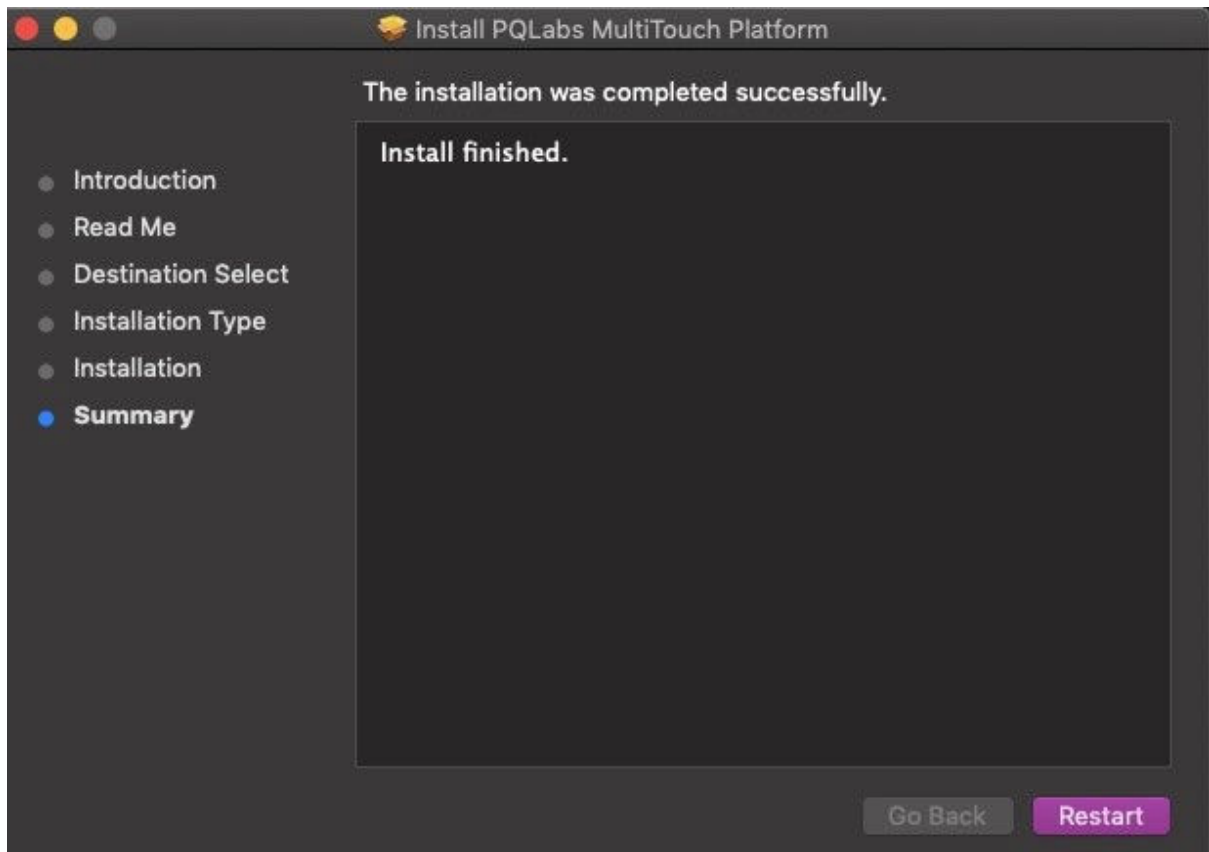 Install PQLabs MultiTouch Platform
The installation was completed successfully.
Introduction
Read Me
Destination Select
Installation Type
Installation
Summary
Install finished.
Go Back
Restart